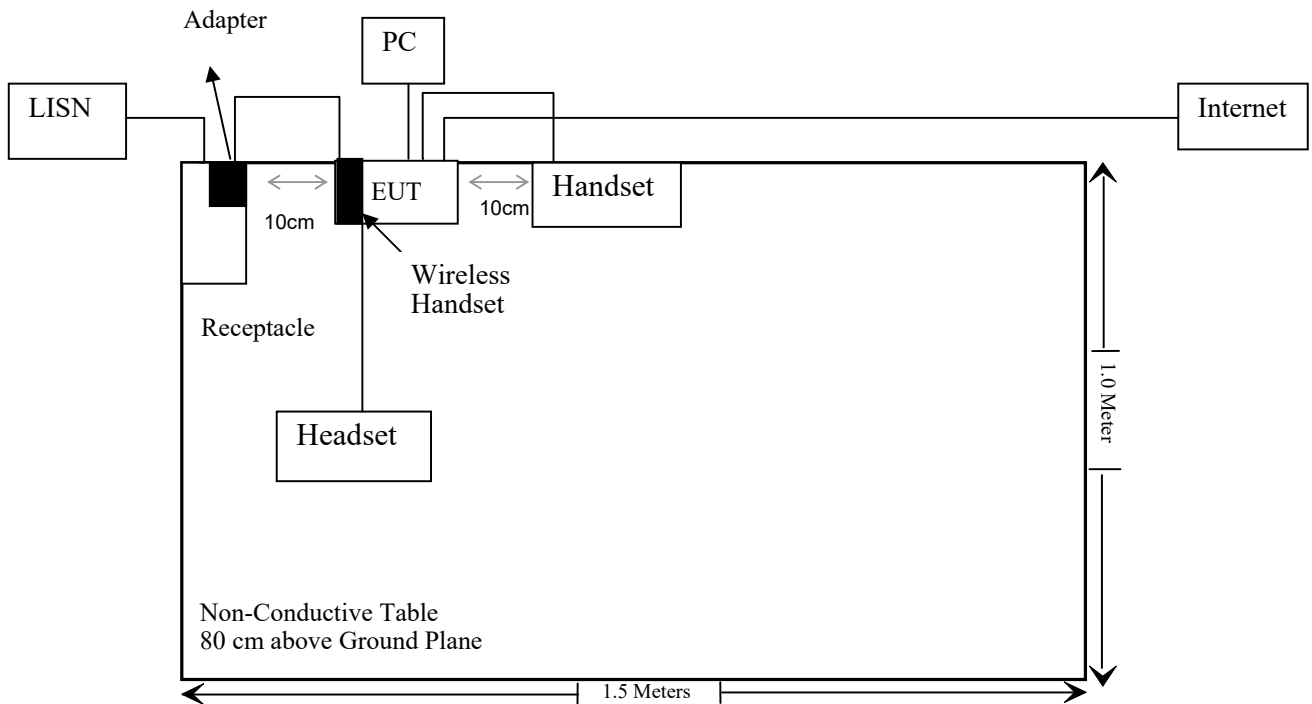 Adapter
PC
LISN
Internet
EUT
Handset
10cm
10cm
Wireless
Handset
Receptacle
1.0 Meter
Headset
Non-Conductive Table
80 cm above Ground Plane
1.5 Meters